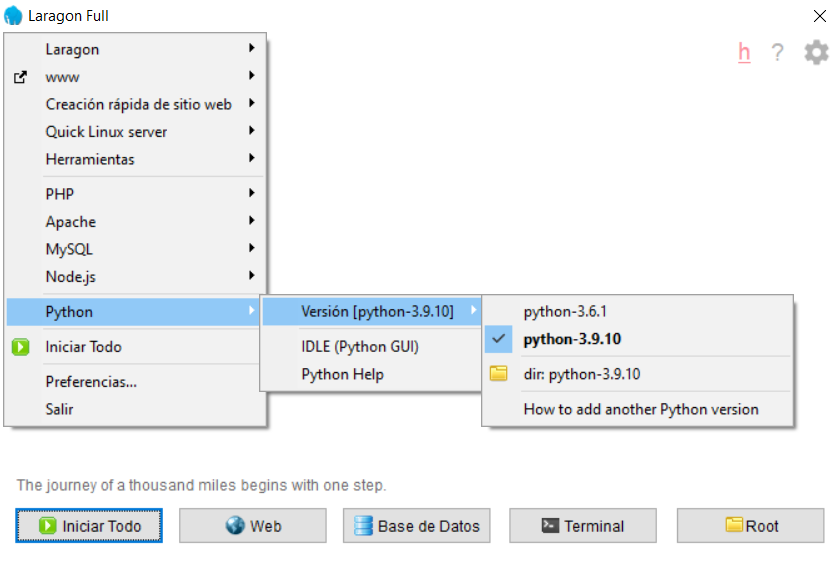 Laragon Full
h ?
Laragon
www
Creación rápida de sitio web
Quick Linux server
Herramientas
PHP
Apache
MySQL
Node.js
Python
Iniciar Todo
Preferencias...
Salir
Versión [python-3.9.10]
IDLE (Python GUI)
Python Help
python-3.6.1
python-3.9.10
dir: python-3.9.10
How to add another Python version
The journey of a thousand miles begins with one step.
Iniciar Todo
Web
Base de Datos
Terminal
Root